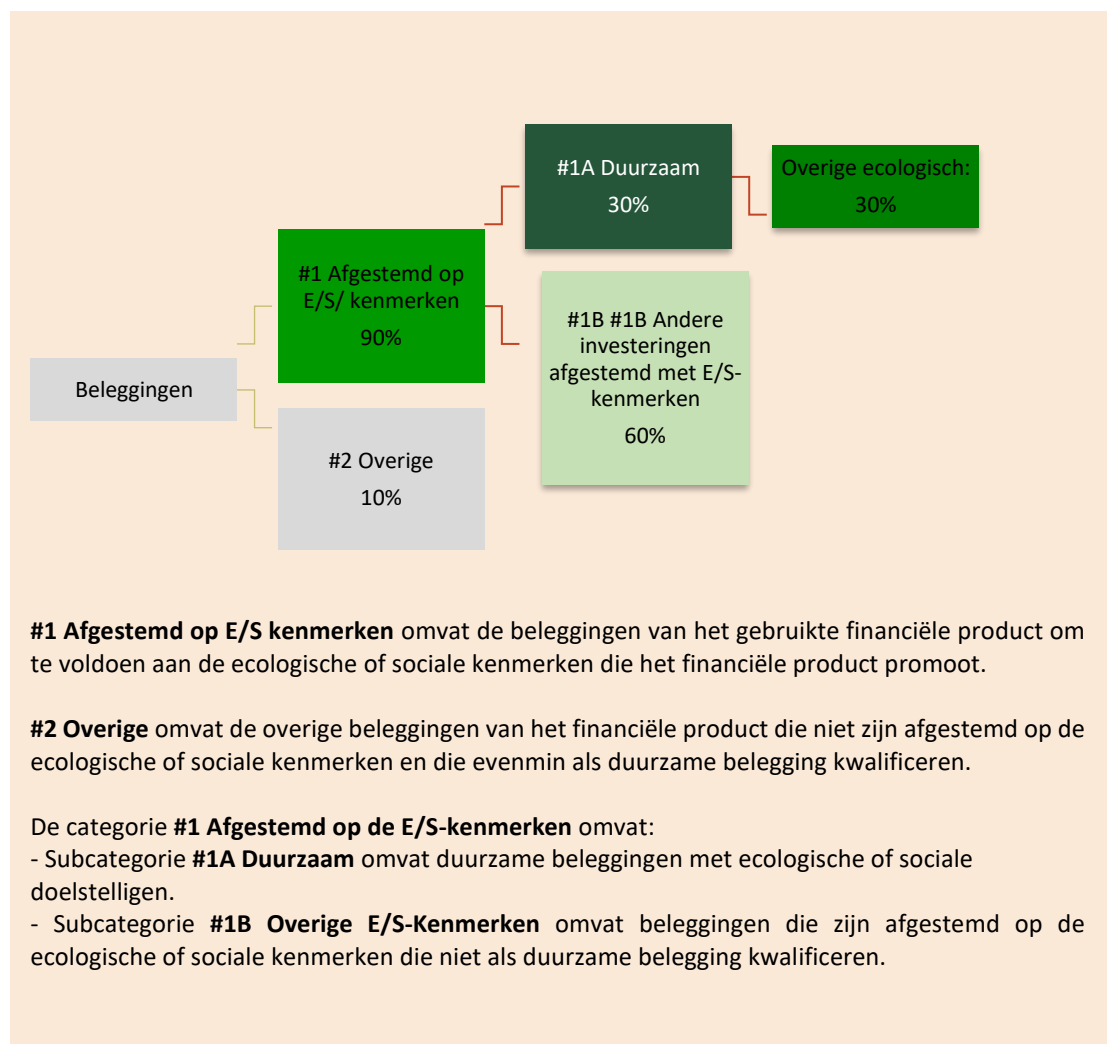 #1A Duurzaam
30%
Overige ecologisch:
30%
#1 Afgestemd op
E/S/ kenmerken
90%
#1B #1B Andere
investeringen
afgestemd met E/S-
kenmerken
60%
Beleggingen
#2 Overige
10%
#1 Afgestemd op E/S kenmerken omvat de beleggingen van het gebruikte financiële product om
te voldoen aan de ecologische of sociale kenmerken die het financiële product promoot.
#2 Overige omvat de overige beleggingen van het financiële product die niet zijn afgestemd op de
ecologische of sociale kenmerken en die evenmin als duurzame belegging kwalificeren.
De categorie #1 Afgestemd op de E/S-kenmerken omvat:
- Subcategorie #1A Duurzaam omvat duurzame beleggingen met ecologische of sociale
doelstelligen.
- Subcategorie #1B Overige E/S-Kenmerken omvat beleggingen die zijn afgestemd op de
ecologische of sociale kenmerken die niet als duurzame belegging kwalificeren.